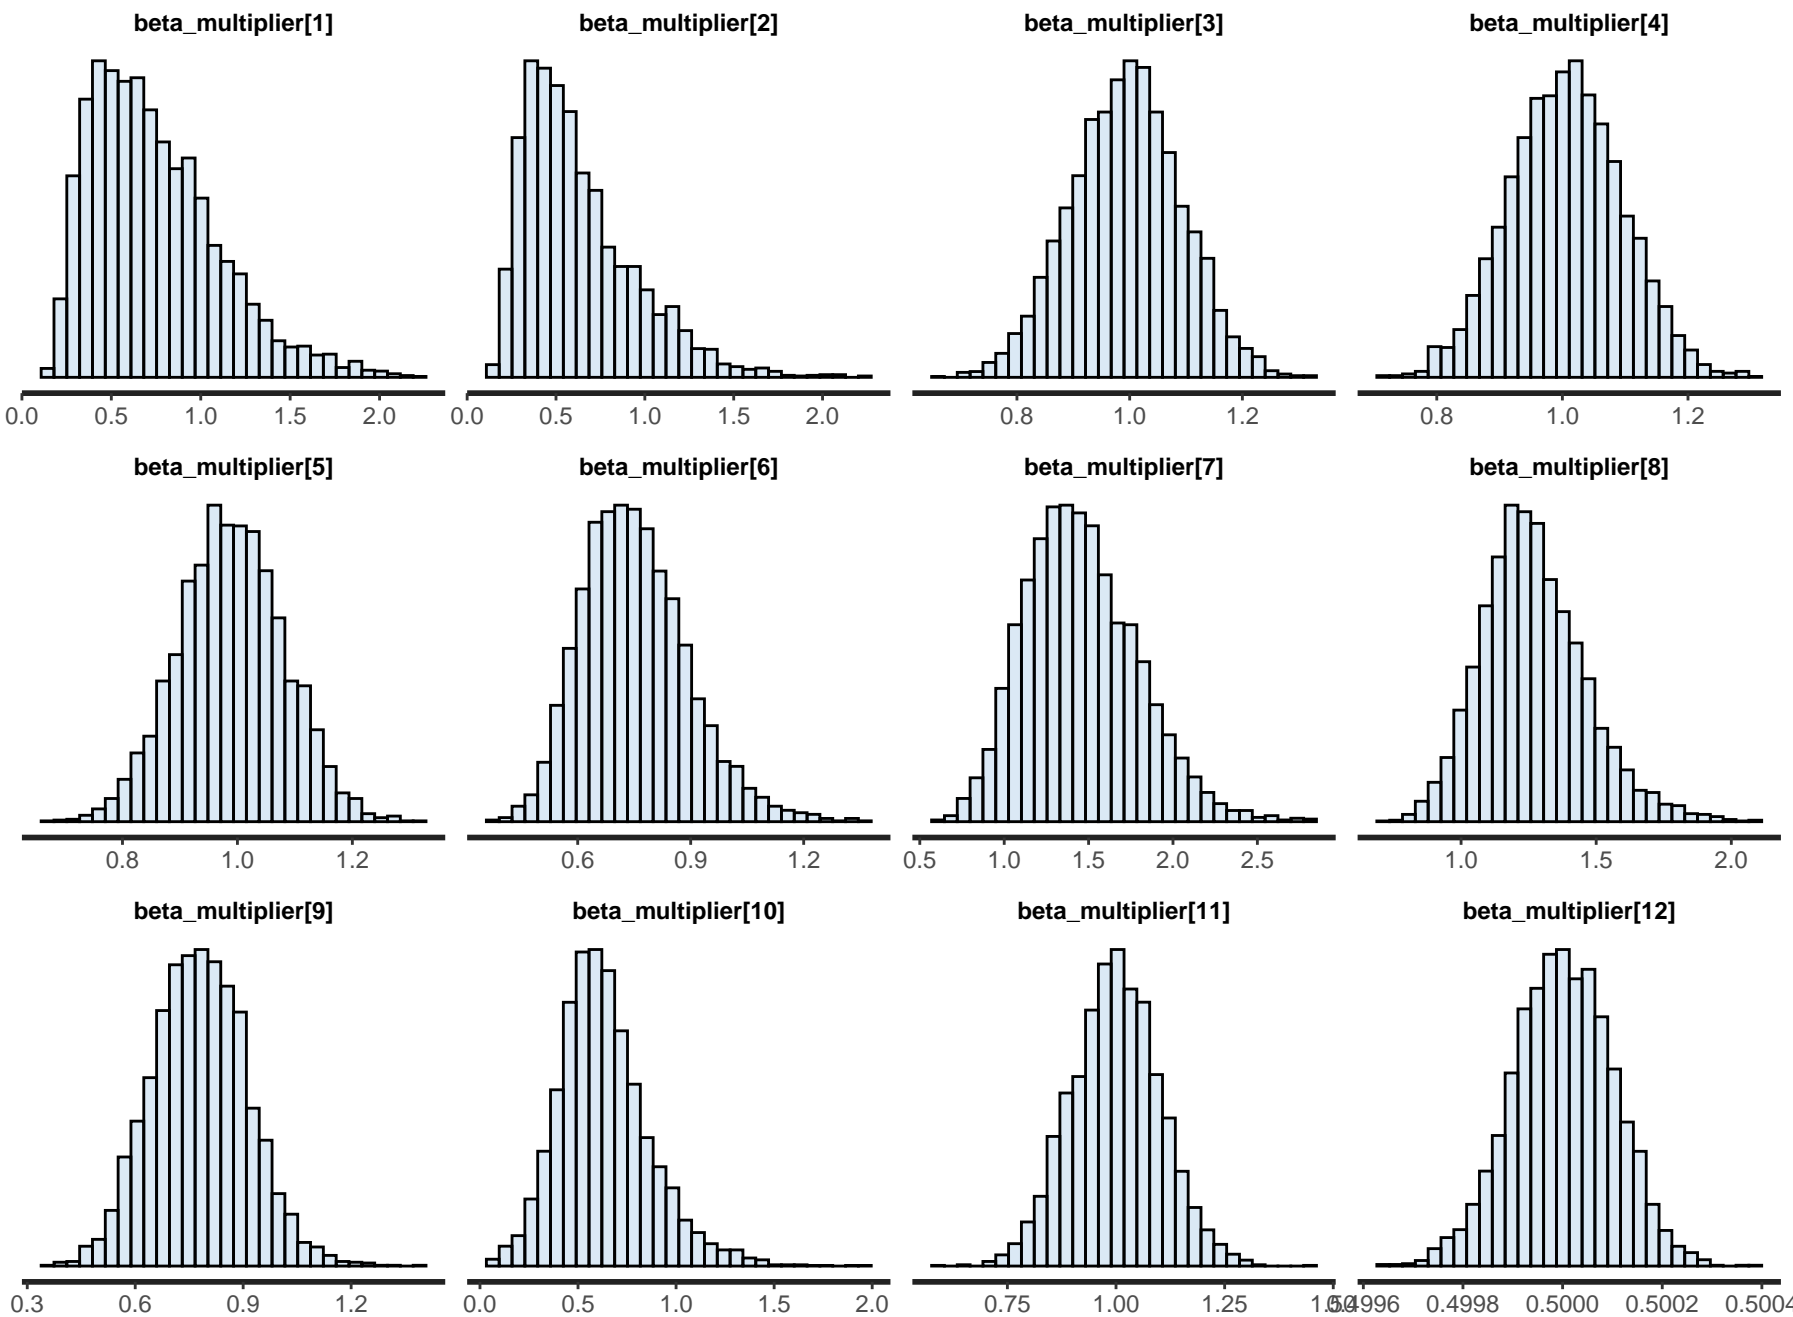 beta_multiplier[1] beta_multiplier[2] beta_multiplier[3] beta_multiplier[4]
0.0 0.5 1.0 1.5 2.0 0.0 0.5 1.0 1.5 2.0 0.8 1.0 1.2 0.8 1.0 1.2
beta_multiplier[5] beta_multiplier[6] beta_multiplier[7] beta_multiplier[8]
0.8 1.0 1.2 0.6 0.9 1.2 0.5 1.0 1.5 2.0 2.5 1.0 1.5 2.0
beta_multiplier[9] beta_multiplier[10] beta_multiplier[11] beta_multiplier[12]
0.3 0.6 0.9 1.2 0.0 0.5 1.0 1.5 2.0 0.75 1.00 1.25 1.50 0.4996 0.4998 0.5000 0.5002 0.5004